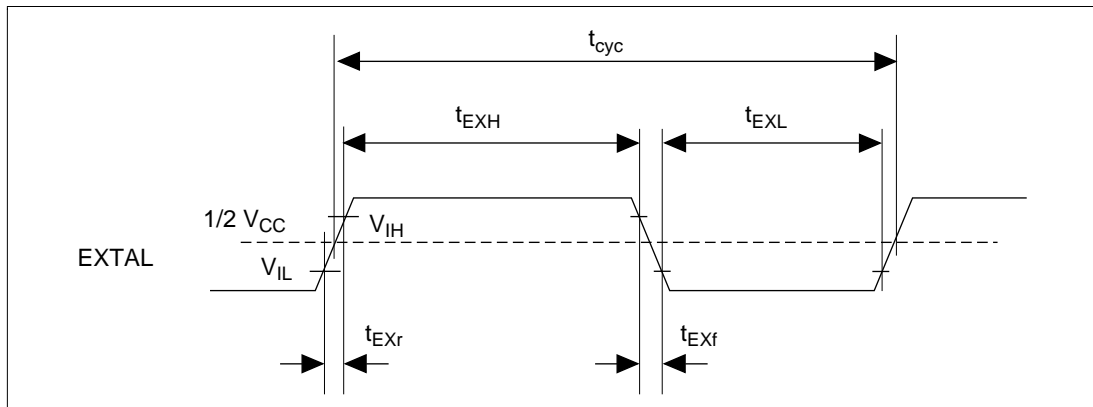 tcyc
tEXH tEXL
1/2 VCC VIH
EXTAL
VIL
tEXr tEXf